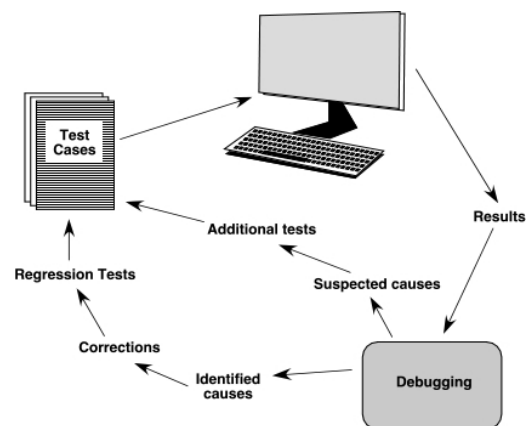 Test
Cases
Results
Additional tests
Suspected causes
Regression Tests
Corrections
Identified
causes
Debugging